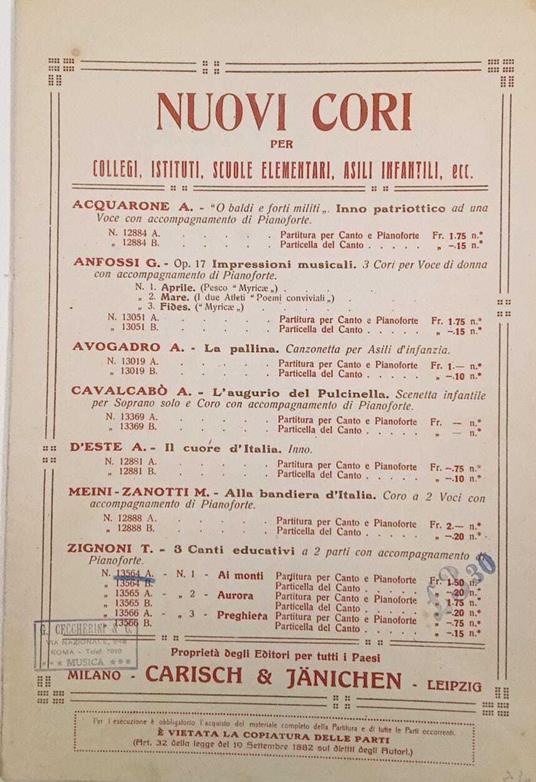 NUOVI CORI
PER
COLLEGI, ISTITUTI, SCUOLE ELEMENTARI, ASILI INFANTILI, ecc.
ACQUARONE A. - "O baldi e forti militi„. Inno patriottico ad una
Voce con accompagnamento di Pianoforte.
N. 12884 A. . . . . . Partitura per Canto e Pianoforte Fr. 1.75 n.*
„ 12884 B. . . . . . Particella del Canto . . . . . „ -.15 n.*
ANFOSSI G. - Op. 17 Impressioni musicali. 3 Cori per Voce di donna
con accompagnamento di Pianoforte.
N. 1. Aprile. (Pesco "Myricæ„)
„ 2. Mare. (I due Atleti "Poemi conviviali„)
„ 3. Fides. ("Myricæ„)
N. 13051 A. . . . . . Partitura per Canto e Pianoforte Fr. 1.75 n.*
„ 13051 B. . . . . . Particella del Canto . . . . . „ -.15 n.*
AVOGADRO A. - La pallina. Canzonetta per Asili d'infanzia.
N. 13019 A. . . . . . Partitura per Canto e Pianoforte Fr. 1.— n.*
„ 13019 B. . . . . . Particella del Canto . . . . . „ -.10 n.*
CAVALCABÒ A. - L'augurio del Pulcinella. Scenetta infantile
per Soprano solo e Coro con accompagnamento di Pianoforte.
N. 13369 A. . . . . . Partitura per Canto e Pianoforte Fr. — n.*
„ 13369 B. . . . . . Particella del Canto . . . . . „ — n.*
D'ESTE A. - Il cuore d'Italia. Inno.
N. 12881 A. . . . . . Partitura per Canto e Pianoforte Fr. -.75 n.*
„ 12881 B. . . . . . Particella del Canto . . . . . „ -.10 n.*
MEINI-ZANOTTI M. - Alla bandiera d'Italia. Coro a 2 Voci con
accompagnamento di Pianoforte.
N. 12888 A. . . . . . Partitura per Canto e Pianoforte Fr. 2.— n.*
„ 12888 B. . . . . . Particella del Canto . . . . . „ -.20 n.*
ZIGNONI T. - 3 Canti educativi a 2 parti con accompagnamento di
Pianoforte.
N. 13564 A. - N. 1 - Ai monti Partitura per Canto e Pianoforte Fr. 1.50 n.*
„ 13564 B. Particella del Canto . . . . . „ -.20 n.*
„ 13565 A. - „ 2 - Aurora Partitura per Canto e Pianoforte „ 1.75 n.*
„ 13565 B. Particella del Canto . . . . . „ -.20 n.*
„ 13566 A. - „ 3 - Preghiera Partitura per Canto e Pianoforte „ -.75 n.*
„ 13566 B. Particella del Canto . . . . . „ -.15 n.*
G. CECCHERINI & C.
VIA NAZIONALE,
ROMA - Telef.
*** MUSICA ***
Proprietà degli Editori per tutti i Paesi
MILANO - CARISCH & JÄNICHEN - LEIPZIG
Per l'esecuzione è obbligatorio l'acquisto del materiale completo della Partitura e di tutte le Parti occorrenti.
È VIETATA LA COPIATURA DELLE PARTI
(Art. 32 della legge del 19 Settembre 1882 sui diritti degli Autori.)